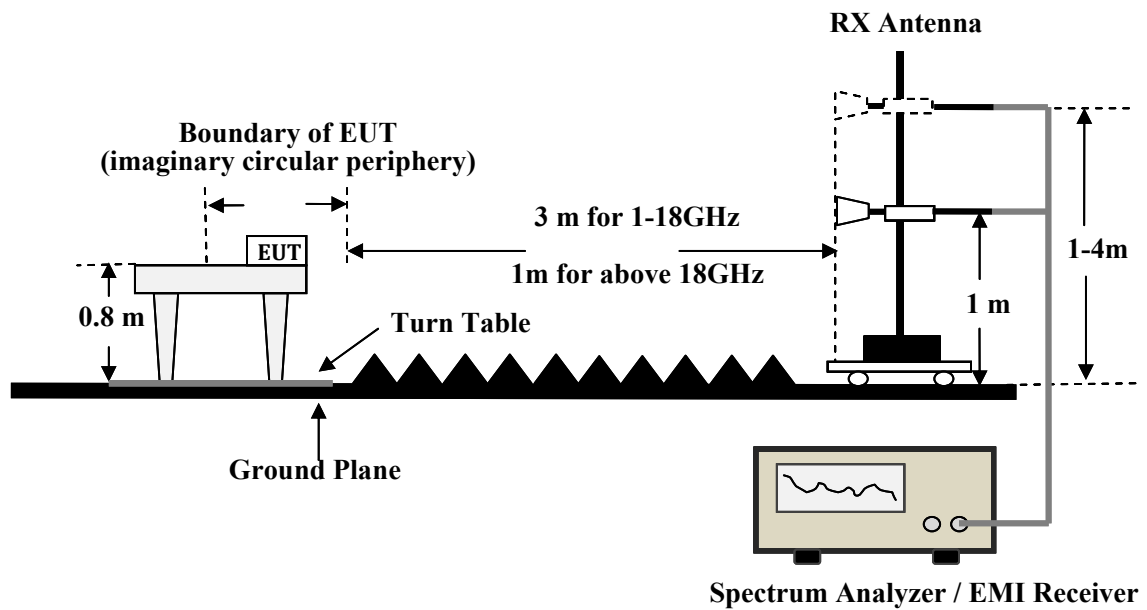 RX Antenna
Boundary of EUT
(imaginary circular periphery)
3 m for 1-18GHz
1m for above 18GHz
EUT
1-4m
0.8 m
1 m
Turn Table
Ground Plane
Spectrum Analyzer / EMI Receiver